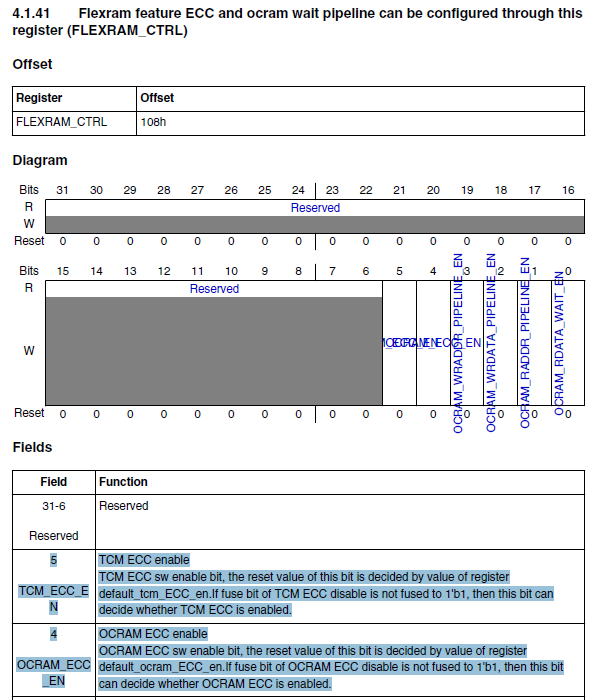 4.1.41 Flexram feature ECC and ocram wait pipeline can be configured through this
register (FLEXRAM_CTRL)
Offset
Register Offset
FLEXRAM_CTRL 108h
Diagram
Bits 31 30 29 28 27 26 25 24 23 22 21 20 19 18 17 16
R Reserved
W
Reset 0 0 0 0 0 0 0 0 0 0 0 0 0 0 0 0
Bits 15 14 13 12 11 10 9 8 7 6 5 4 3 2 1 0
R Reserved
W
OCRAM_WRADDR_PIPELINE_EN
OCRAM_WRDATA_PIPELINE_EN
OCRAM_RADDR_PIPELINE_EN
OCRAM_RDATA_WAIT_EN
Reset 0 0 0 0 0 0 0 0 0 0 0 0 0 0 0 0
Fields
Field Function
31-6 Reserved
Reserved
5 TCM ECC enable
TCM ECC sw enable bit, the reset value of this bit is decided by value of register
TCM_ECC_E default_tcm_ECC_en.If fuse bit of TCM ECC disable is not fused to 1'b1, then this bit can
N decide whether TCM ECC is enabled.
4 OCRAM ECC enable
OCRAM ECC sw enable bit, the reset value of this bit is decided by value of register
OCRAM_ECC default_ocram_ECC_en.If fuse bit of OCRAM ECC disable is not fused to 1'b1, then this bit
_EN can decide whether OCRAM ECC is enabled.